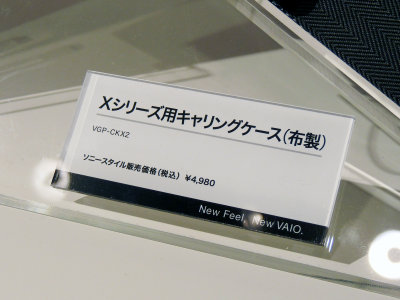 Xシリーズ用キャリングケース(布製)
VGP-CKX2
ソニースタイル販売価格(税込) ¥4,980
New Feel. New VAIO.